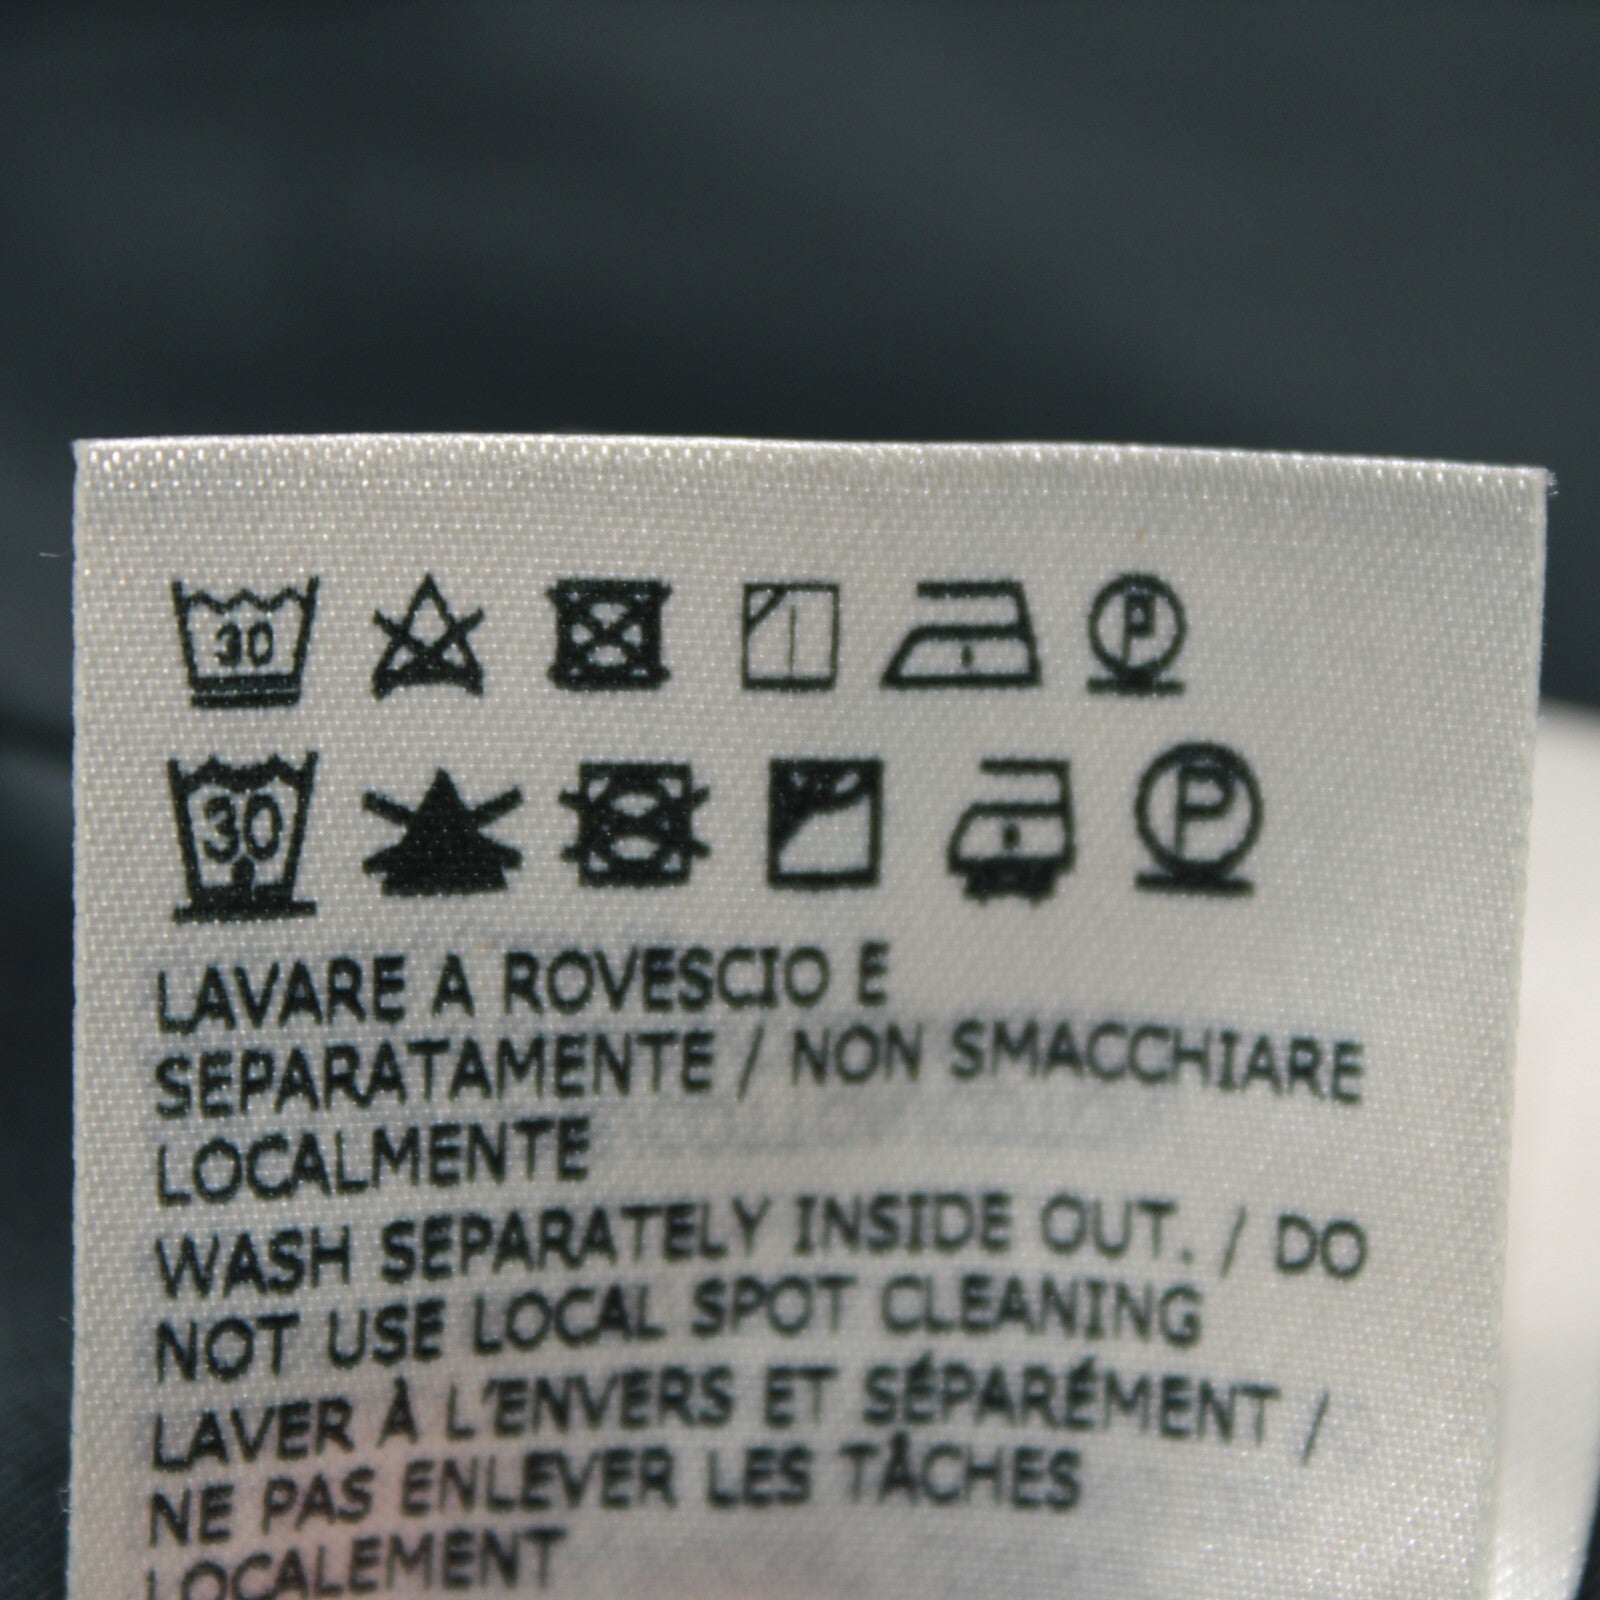 30 P
30 P
LAVARE A ROVESCIO E
SEPARATAMENTE / NON SMACCHIARE
LOCALMENTE
WASH SEPARATELY INSIDE OUT. / DO
NOT USE LOCAL SPOT CLEANING
LAVER À L'ENVERS ET SÉPARÉMENT /
NE PAS ENLEVER LES TÂCHES
LOCALEMENT